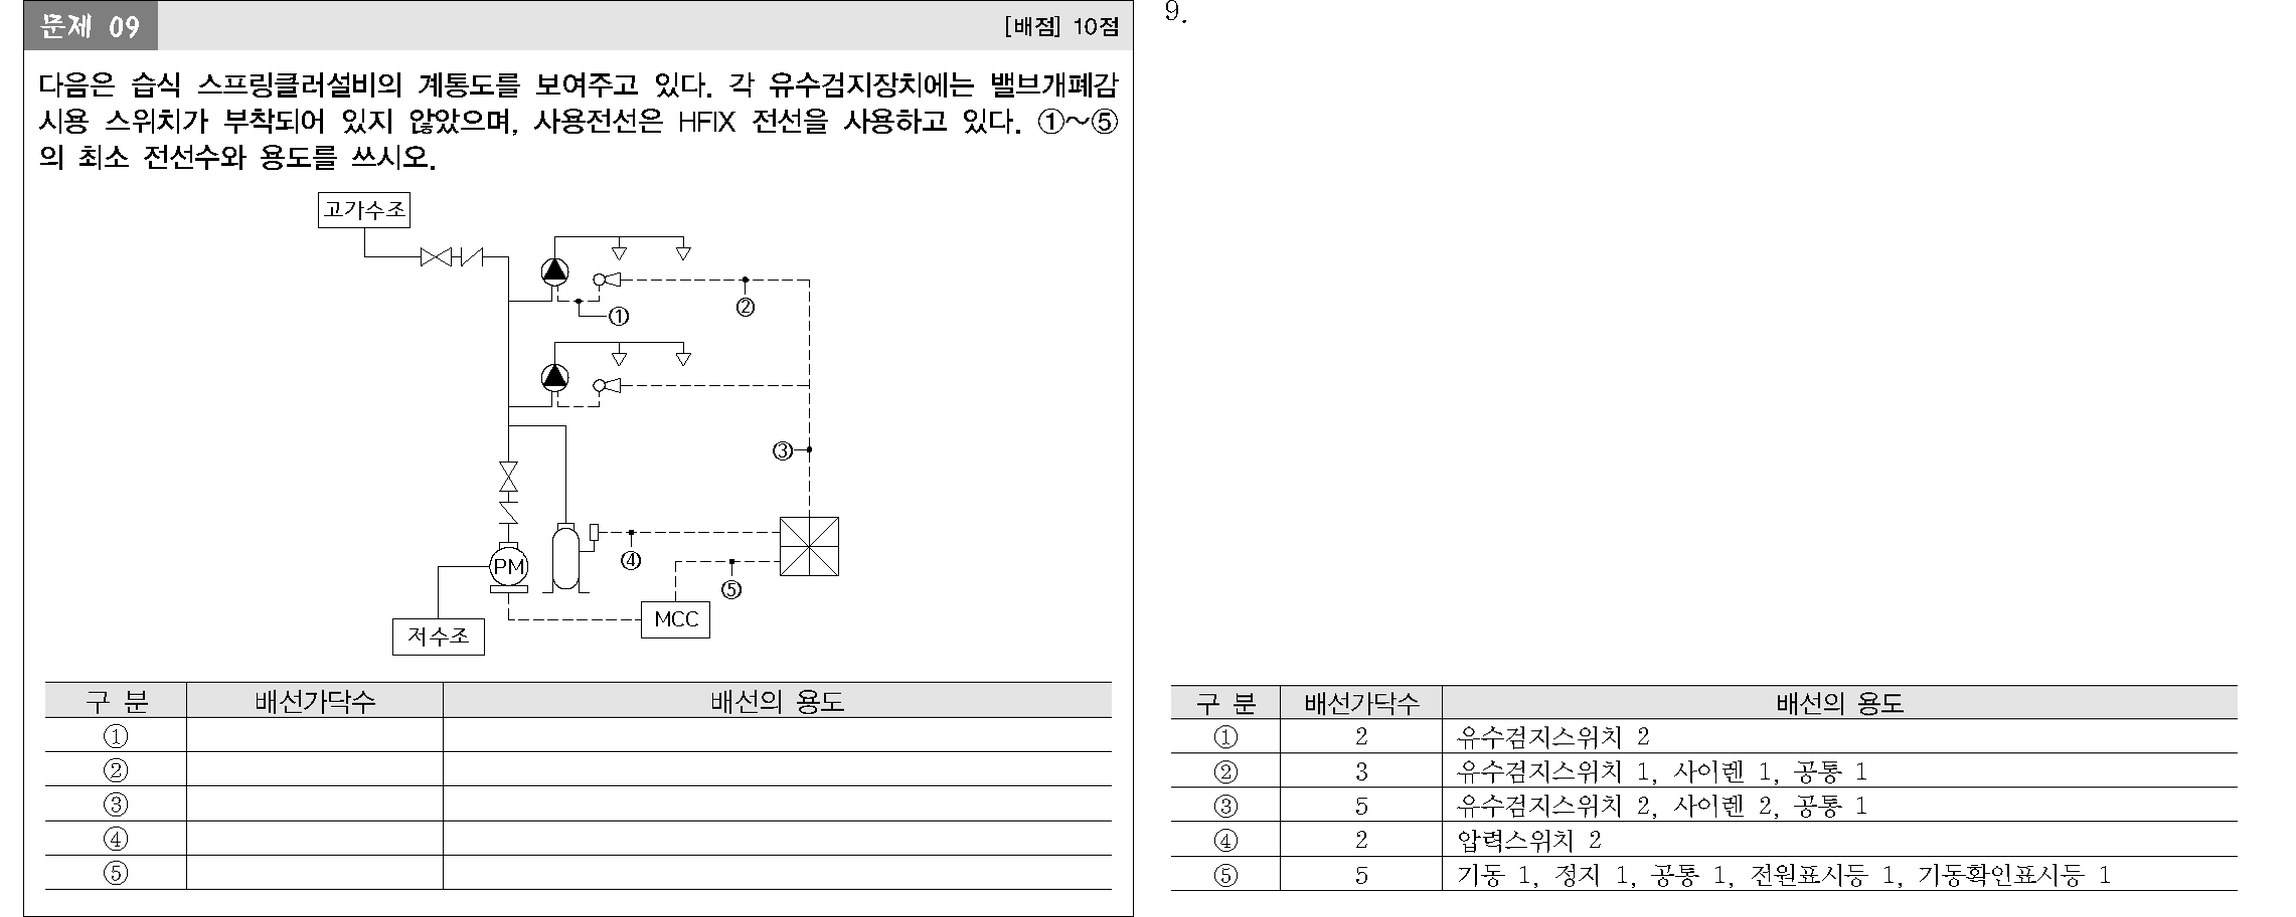 문제 09
[배점] 10점
다음은 습식 스프링클러설비의 계통도를 보여주고 있다. 각 유수검지장치에는 밸브개폐감
시용 스위치가 부착되어 있지 않았으며, 사용전선은 HFIX 전선을 사용하고 있다. ①~⑤
의 최소 전선수와 용도를 쓰시오.
고가수조
①
②
③
④
⑤
PM
MCC
저수조
구 분 배선가닥수 배선의 용도
①
②
③
④
⑤
9.
구 분 배선가닥수 배선의 용도
① 2 유수검지스위치 2
② 3 유수검지스위치 1, 사이렌 1, 공통 1
③ 5 유수검지스위치 2, 사이렌 2, 공통 1
④ 2 압력스위치 2
⑤ 5 기동 1, 정지 1, 공통 1, 전원표시등 1, 기동확인표시등 1